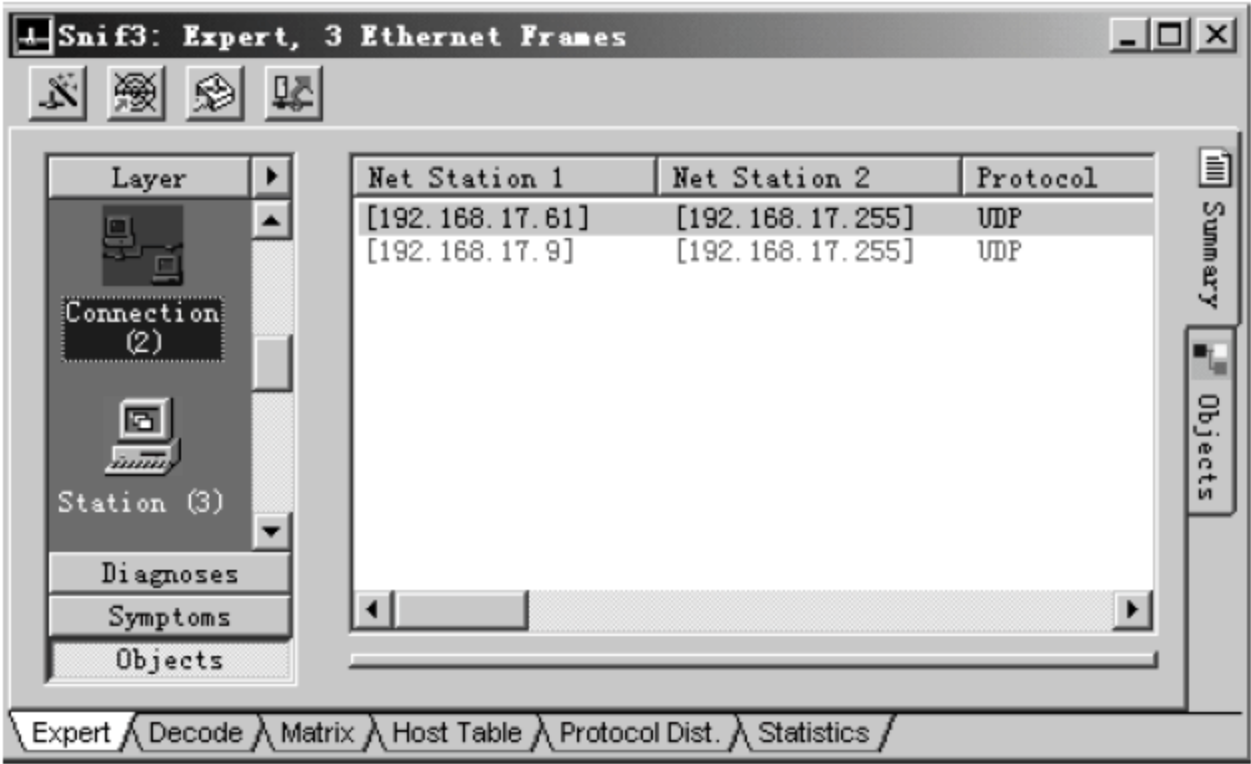 Snif3: Expert, 3 Ethernet Frames
Layer
Connection
(2)
Station (3)
Diagnoses
Symptoms
Objects
Net Station 1 Net Station 2 Protocol
[192.168.17.61] [192.168.17.255] UDP
[192.168.17.9] [192.168.17.255] UDP
Summary
Objects
Expert Decode Matrix Host Table Protocol Dist. Statistics